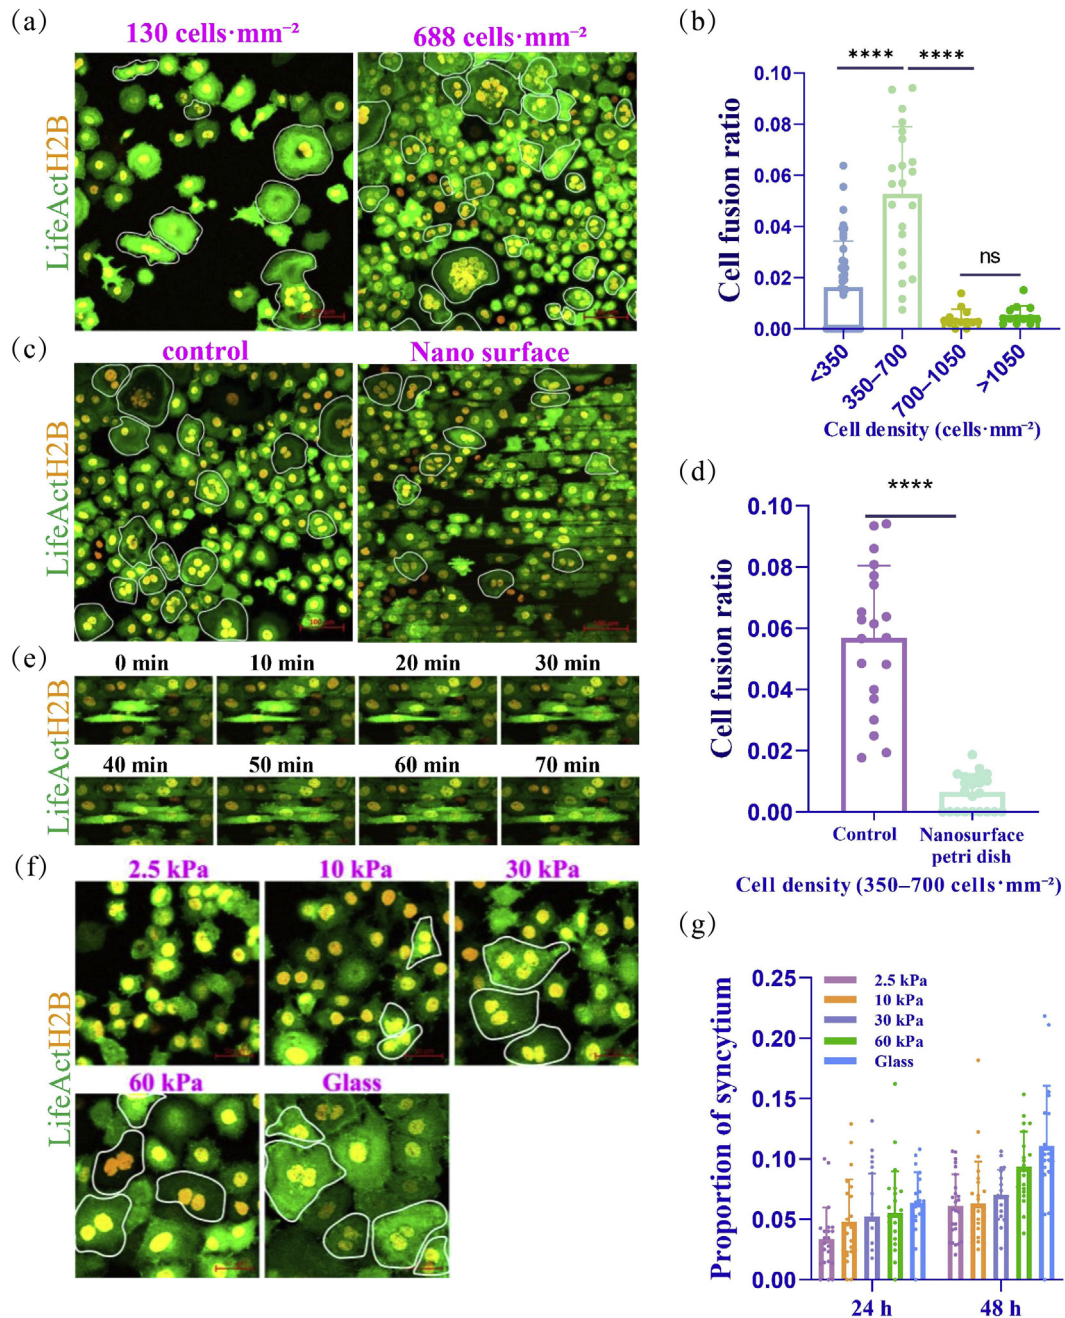 (a)
130 cells·mm⁻²
688 cells·mm⁻²
LifeActH2B
(b)
**** ****
ns
0.10
0.08
0.06
0.04
0.02
0.00
Cell fusion ratio
<350
350–700
700–1050
>1050
Cell density (cells·mm⁻²)
(c)
control
Nano surface
LifeActH2B
100 μm
(d)
****
0.10
0.08
0.06
0.04
0.02
0.00
Cell fusion ratio
Control
Nanosurface
petri dish
Cell density (350–700 cells·mm⁻²)
(e)
0 min
10 min
20 min
30 min
LifeActH2B
40 min
50 min
60 min
70 min
LifeActH2B
(f)
2.5 kPa
10 kPa
30 kPa
LifeActH2B
60 kPa
Glass
(g)
0.25
0.20
0.15
0.10
0.05
0.00
Proportion of syncytium
2.5 kPa
10 kPa
30 kPa
60 kPa
Glass
24 h
48 h